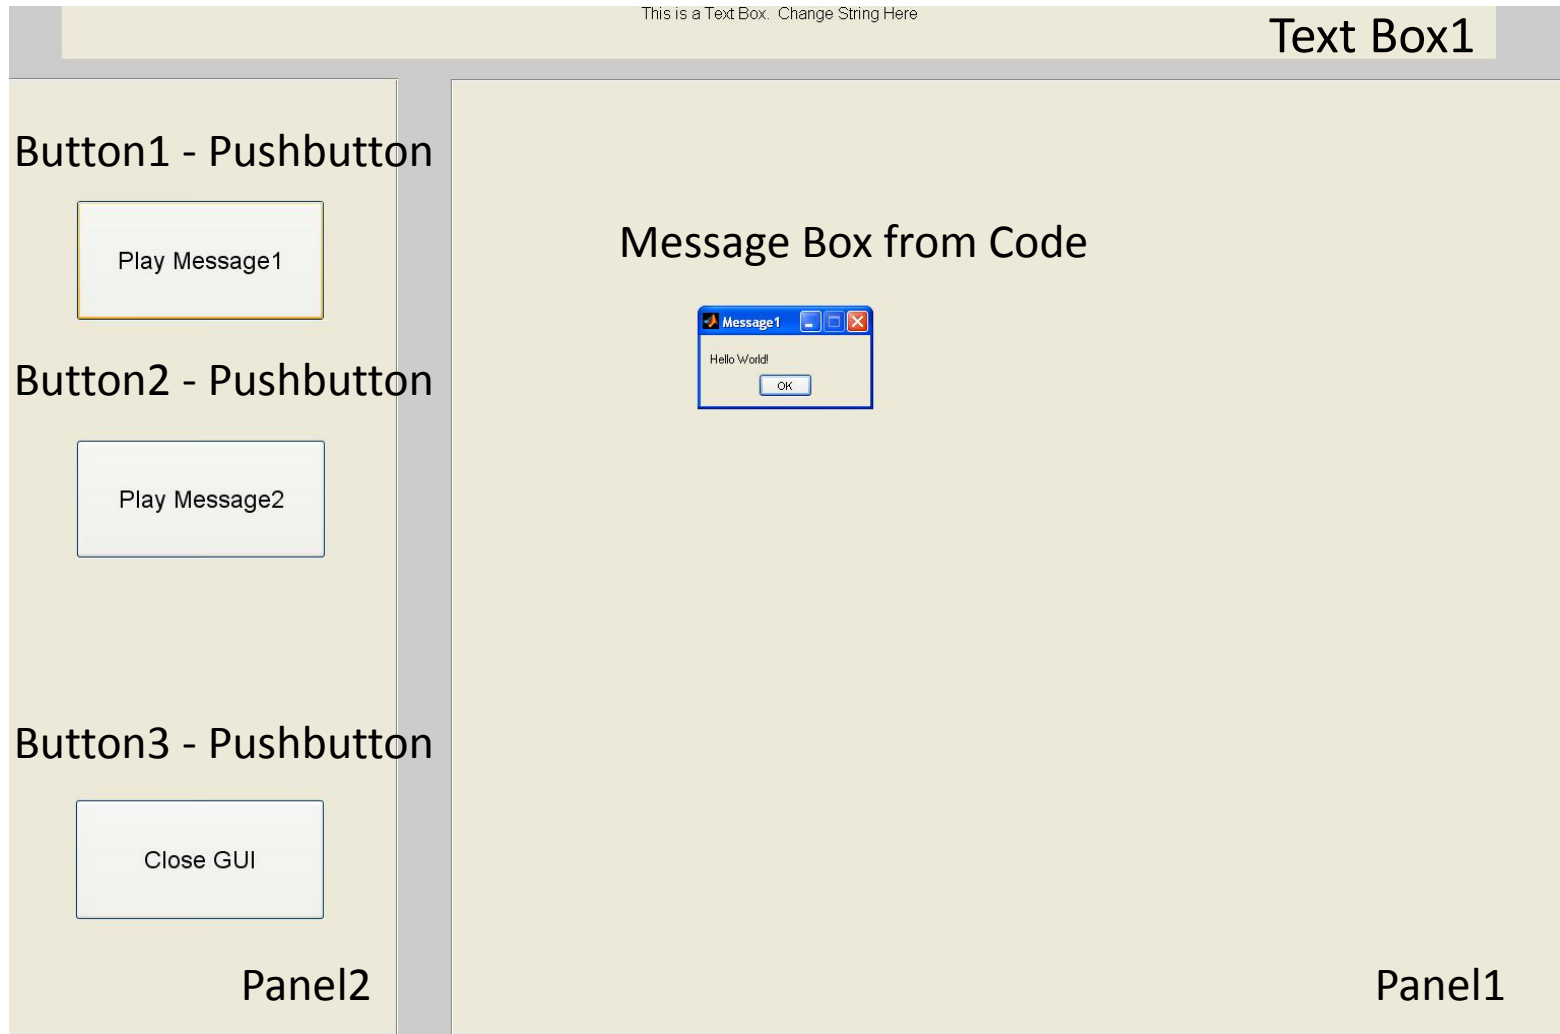 This is a Text Box.  Change String Here
Text Box1
Button1 - Pushbutton
Play Message1
Button2 - Pushbutton
Play Message2
Button3 - Pushbutton
Close GUI
Panel2
Message Box from Code
Message1
Hello World!
OK
Panel1